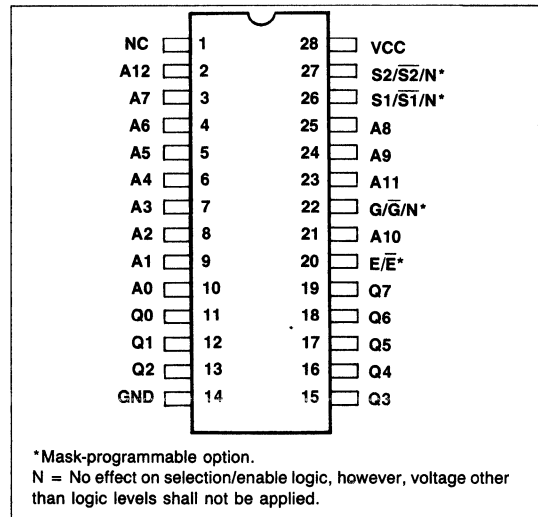 NC 1 28 VCC
A12 2 27 S2/S̅2̅/N*
A7 3 26 S1/S̅1̅/N*
A6 4 25 A8
A5 5 24 A9
A4 6 23 A11
A3 7 22 G/G̅/N*
A2 8 21 A10
A1 9 20 E/E̅*
A0 10 19 Q7
Q0 11 18 Q6
Q1 12 17 Q5
Q2 13 16 Q4
GND 14 15 Q3
*Mask-programmable option.
N = No effect on selection/enable logic, however, voltage other
than logic levels shall not be applied.